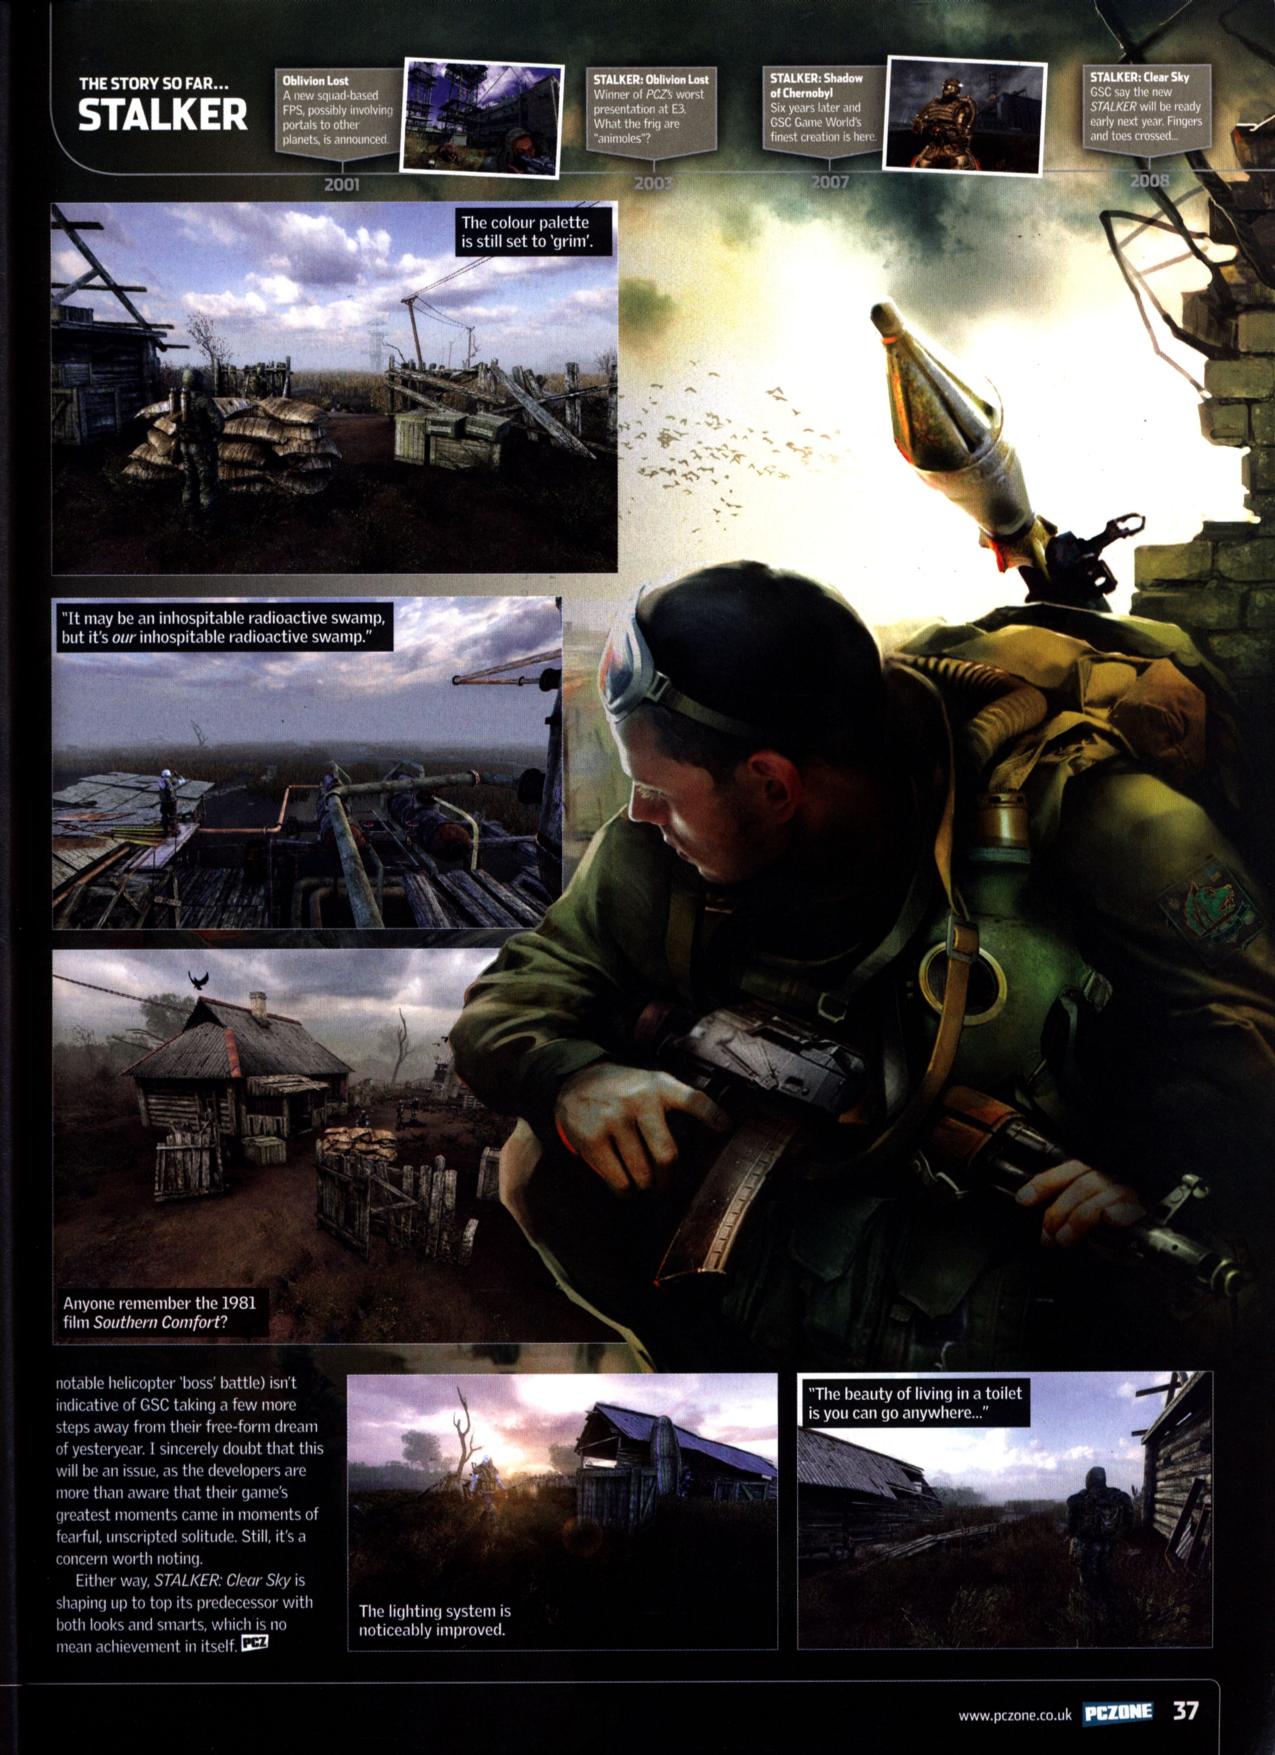 THE STORY SO FAR...
STALKER
Oblivion Lost
A new squad-based
FPS, possibly involving
portals to other
planets, is announced.
2001
STALKER: Oblivion Lost
Winner of PCZ's worst
presentation at E3.
What the frig are
"animoles"?
2003
STALKER: Shadow
of Chernobyl
Six years later and
GSC Game World's
finest creation is here.
2007
STALKER: Clear Sky
GSC say the new
STALKER will be ready
early next year. Fingers
and toes crossed...
2008
The colour palette
is still set to 'grim'.
"It may be an inhospitable radioactive swamp,
but it's our inhospitable radioactive swamp."
Anyone remember the 1981
film Southern Comfort?
notable helicopter 'boss' battle) isn't
indicative of GSC taking a few more
steps away from their free-form dream
of yesteryear. I sincerely doubt that this
will be an issue, as the developers are
more than aware that their game's
greatest moments came in moments of
fearful, unscripted solitude. Still, it's a
concern worth noting.
Either way, STALKER: Clear Sky is
shaping up to top its predecessor with
both looks and smarts, which is no
mean achievement in itself. PCZ
The lighting system is
noticeably improved.
"The beauty of living in a toilet
is you can go anywhere..."
www.pczone.co.uk PCZONE 37